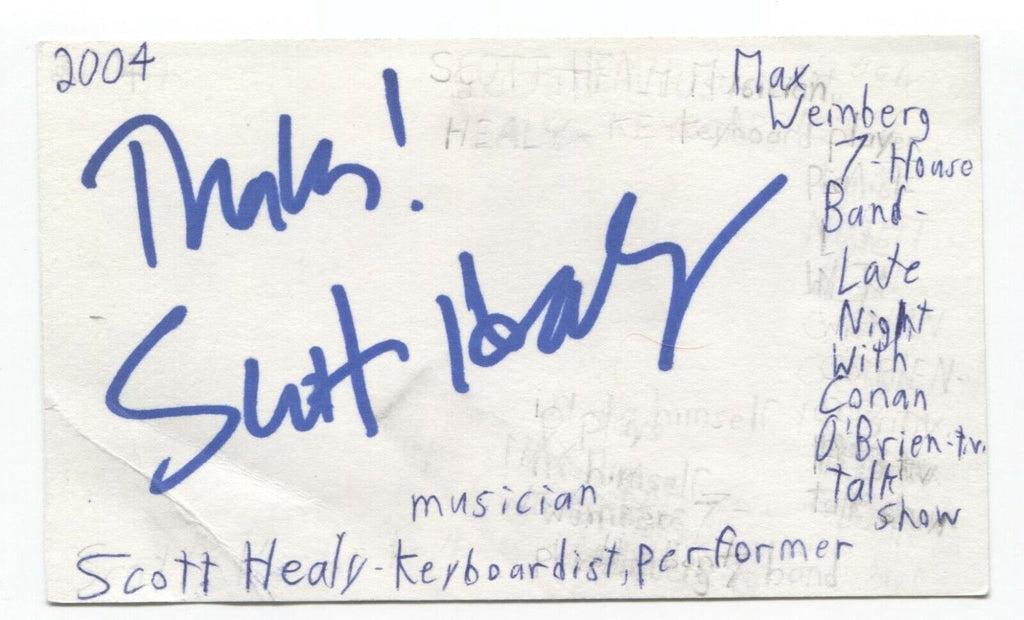 2004
Thanks!
Scott Healy
Max
Weinberg
7-House
Band-
Late
Night
With
Conan
O'Brien-t.v.
talk
show
musician
Scott Healy-Keyboardist, performer